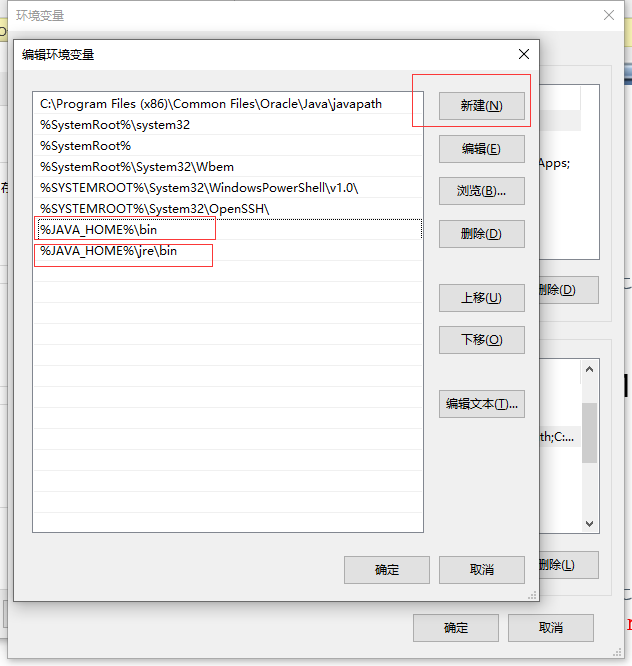 环境变量
编辑环境变量
C:\Program Files (x86)\Common Files\Oracle\Java\javapath
%SystemRoot%\system32
%SystemRoot%
%SystemRoot%\System32\Wbem
%SYSTEMROOT%\System32\WindowsPowerShell\v1.0\
%SYSTEMROOT%\System32\OpenSSH\
%JAVA_HOME%\bin
%JAVA_HOME%\jre\bin
新建(N)
编辑(E)
浏览(B)...
删除(D)
上移(U)
下移(O)
编辑文本(T)...
确定
取消
Apps;
删除(D)
th;C:...
删除(L)
确定
取消